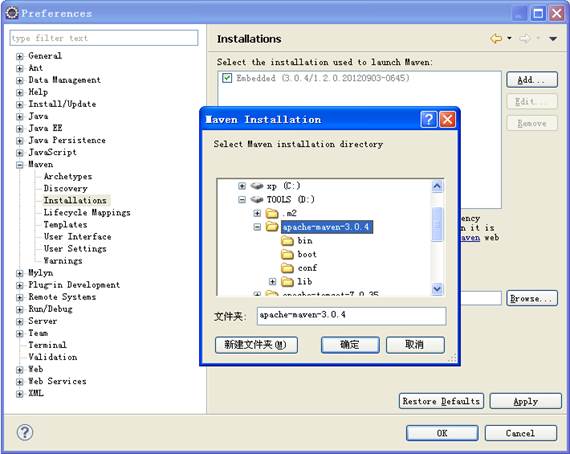 Preferences
type filter text
General
Ant
Data Management
Help
Install/Update
Java
Java EE
Java Persistence
JavaScript
Maven
Archetypes
Discovery
Installations
Lifecycle Mappings
Templates
User Interface
User Settings
Warnings
Mylyn
Plug-in Development
Remote Systems
Run/Debug
Server
Team
Terminal
Validation
Web
Web Services
XML
Installations
Select the installation used to launch Maven:
Embedded (3.0.4/1.2.0.20120903-0645)
Add...
Edit...
Remove
Maven Installation
Select Maven installation directory
xp (C:)
TOOLS (D:)
.m2
apache-maven-3.0.4
bin
boot
conf
lib
apache-tomcat-7.0.35
文件夹:
apache-maven-3.0.4
新建文件夹(M)
确定
取消
ency
n it is
aven web
Browse...
Restore Defaults
Apply
OK
Cancel